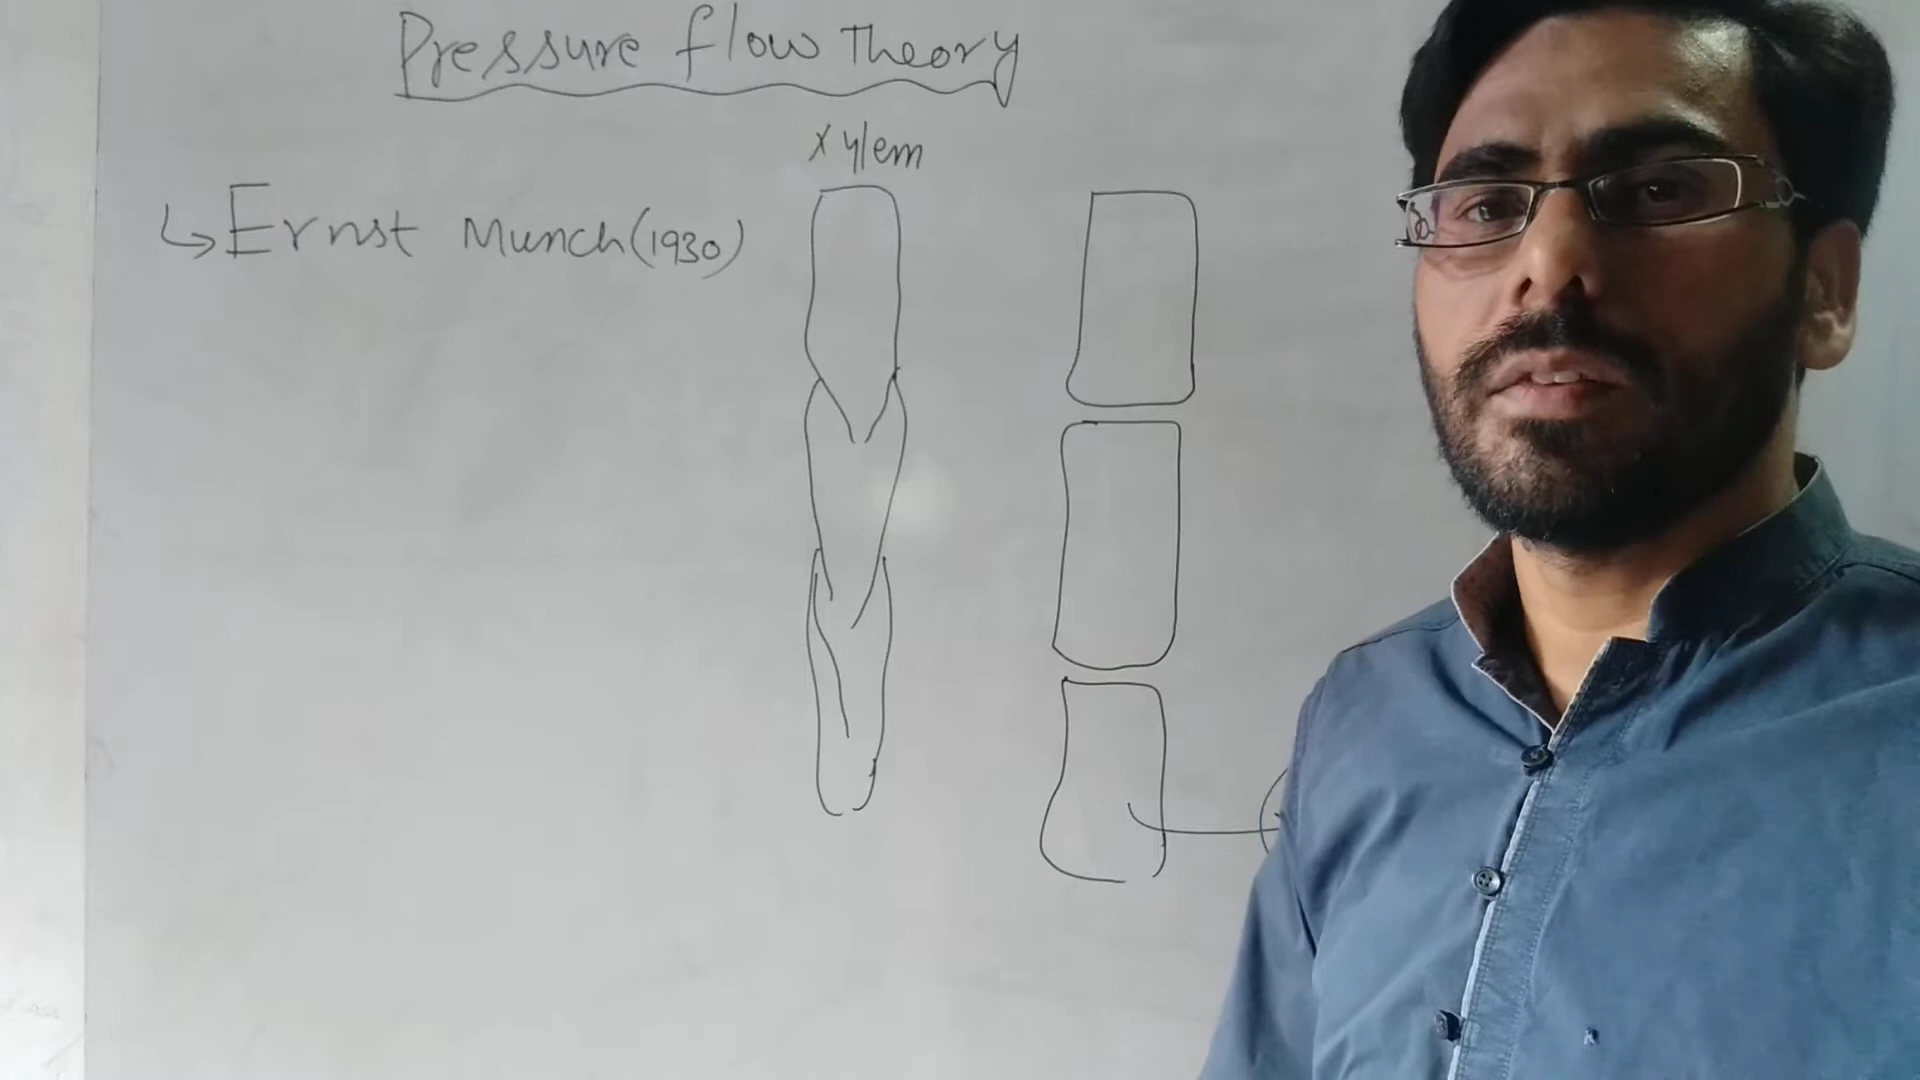 Pressure flow Theory
xylem
↳ Ernst Munch (1930)